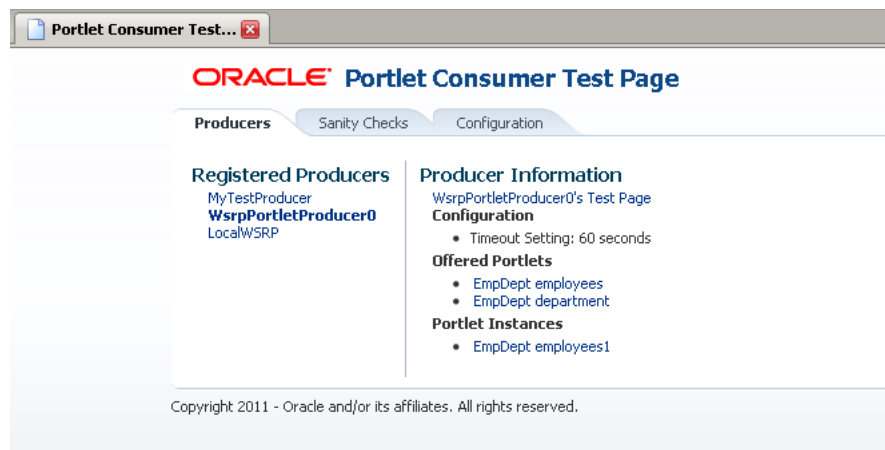 Portlet Consumer Test...
ORACLE Portlet Consumer Test Page
Producers Sanity Checks Configuration
Registered Producers
MyTestProducer
WsrpPortletProducer0
LocalWSRP
Producer Information
WsrpPortletProducer0's Test Page
Configuration
• Timeout Setting: 60 seconds
Offered Portlets
• EmpDept employees
• EmpDept department
Portlet Instances
• EmpDept employees1
Copyright 2011 - Oracle and/or its affiliates. All rights reserved.